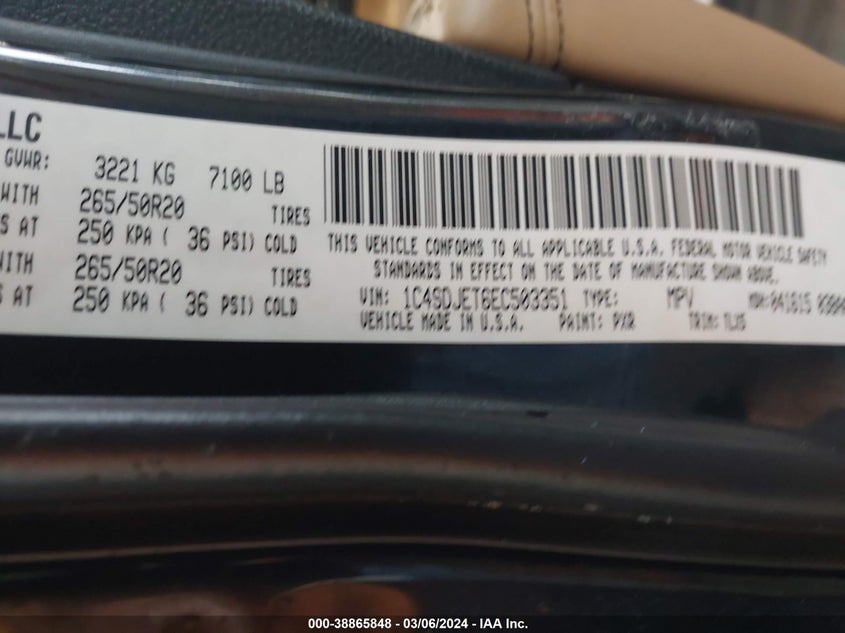 LLC
GVWR: 3221 KG 7100 LB
WITH 265/50R20 TIRES
S AT 250 KPA ( 36 PSI) COLD
WITH 265/50R20 TIRES
S AT 250 KPA ( 36 PSI) COLD
THIS VEHICLE CONFORMS TO ALL APPLICABLE U.S.A. FEDERAL MOTOR VEHICLE SAFETY
STANDARDS IN EFFECT ON THE DATE OF MANUFACTURE SHOWN ABOVE.
VIN: 1C4SDJET6EC503351 TYPE: MPV MDH: 041615
VEHICLE MADE IN U.S.A. PAINT: PXR TRIM: TLX5
000-38865848 — 03/06/2024 — IAA Inc.